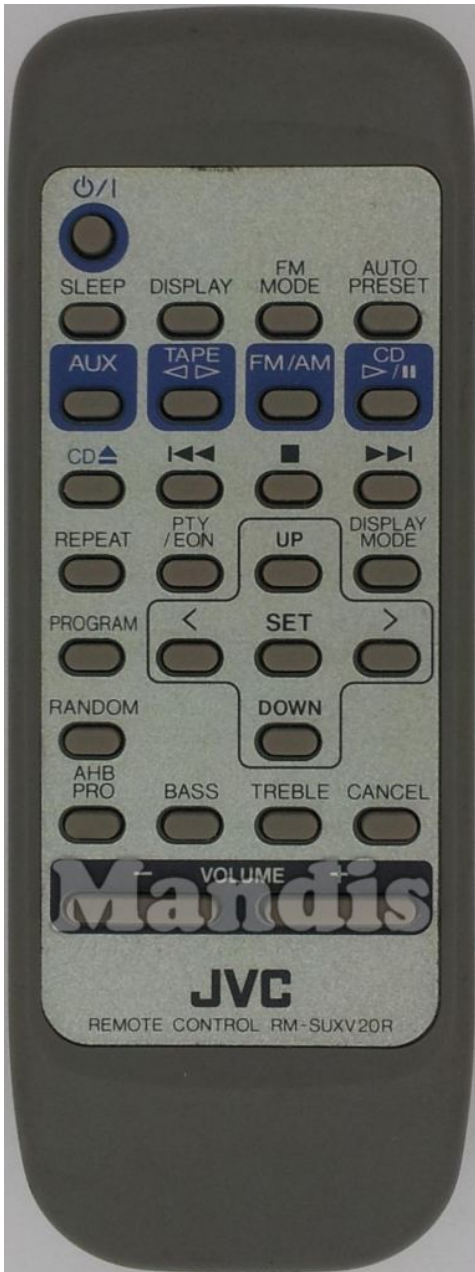 ⏻/I
SLEEP DISPLAY FM MODE AUTO PRESET
AUX TAPE ◁ ▷ FM/AM CD ▷/II
CD⏏ I◀◀ ■ ▶▶I
REPEAT PTY /EON UP DISPLAY MODE
PROGRAM < SET >
RANDOM DOWN
AHB PRO BASS TREBLE CANCEL
− VOLUME +
Mandis
JVC
REMOTE CONTROL RM-SUXV20R